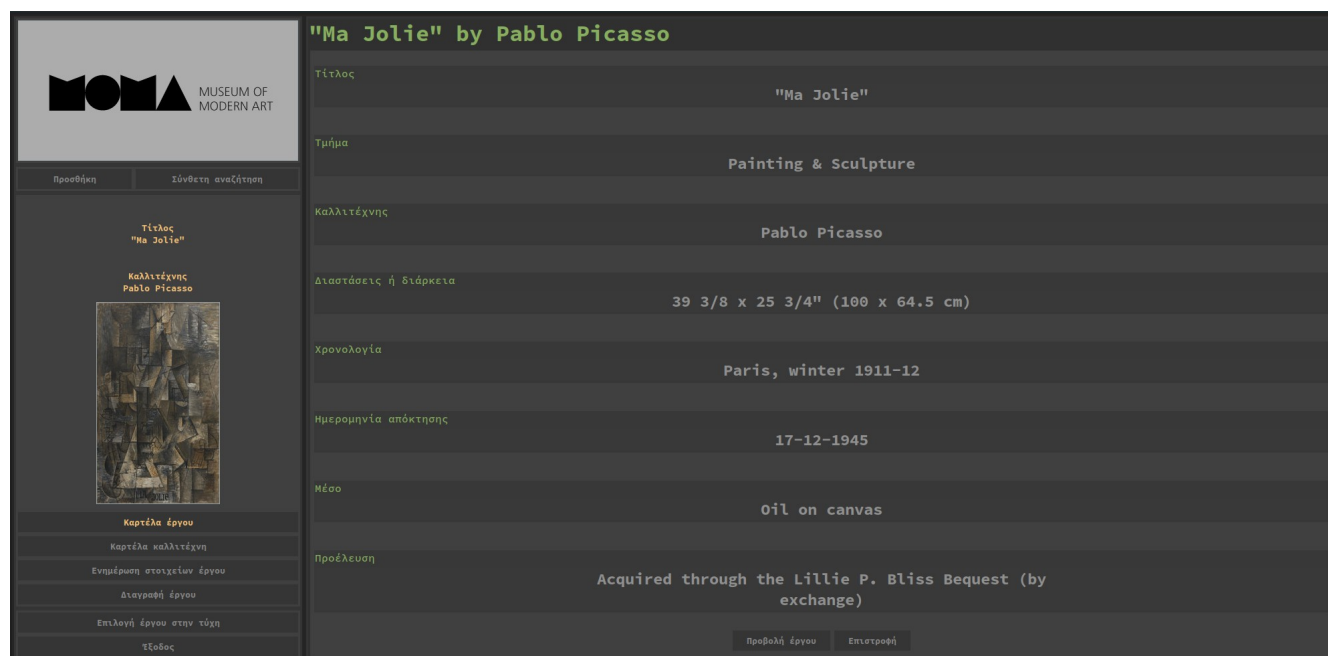 MOMA MUSEUM OF
MODERN ART
Προσθήκη
Σύνθετη αναζήτηση
Τίτλος
"Ma Jolie"
Καλλιτέχνης
Pablo Picasso
Καρτέλα έργου
Καρτέλα καλλιτέχνη
Ενημέρωση στοιχείων έργου
Διαγραφή έργου
Επιλογή έργου στην τύχη
Έξοδος
"Ma Jolie" by Pablo Picasso
Τίτλος
"Ma Jolie"
Τμήμα
Painting & Sculpture
Καλλιτέχνης
Pablo Picasso
Διαστάσεις ή διάρκεια
39 3/8 x 25 3/4" (100 x 64.5 cm)
Χρονολογία
Paris, winter 1911-12
Ημερομηνία απόκτησης
17-12-1945
Μέσο
Oil on canvas
Προέλευση
Acquired through the Lillie P. Bliss Bequest (by
exchange)
Προβολή έργου
Επιστροφή